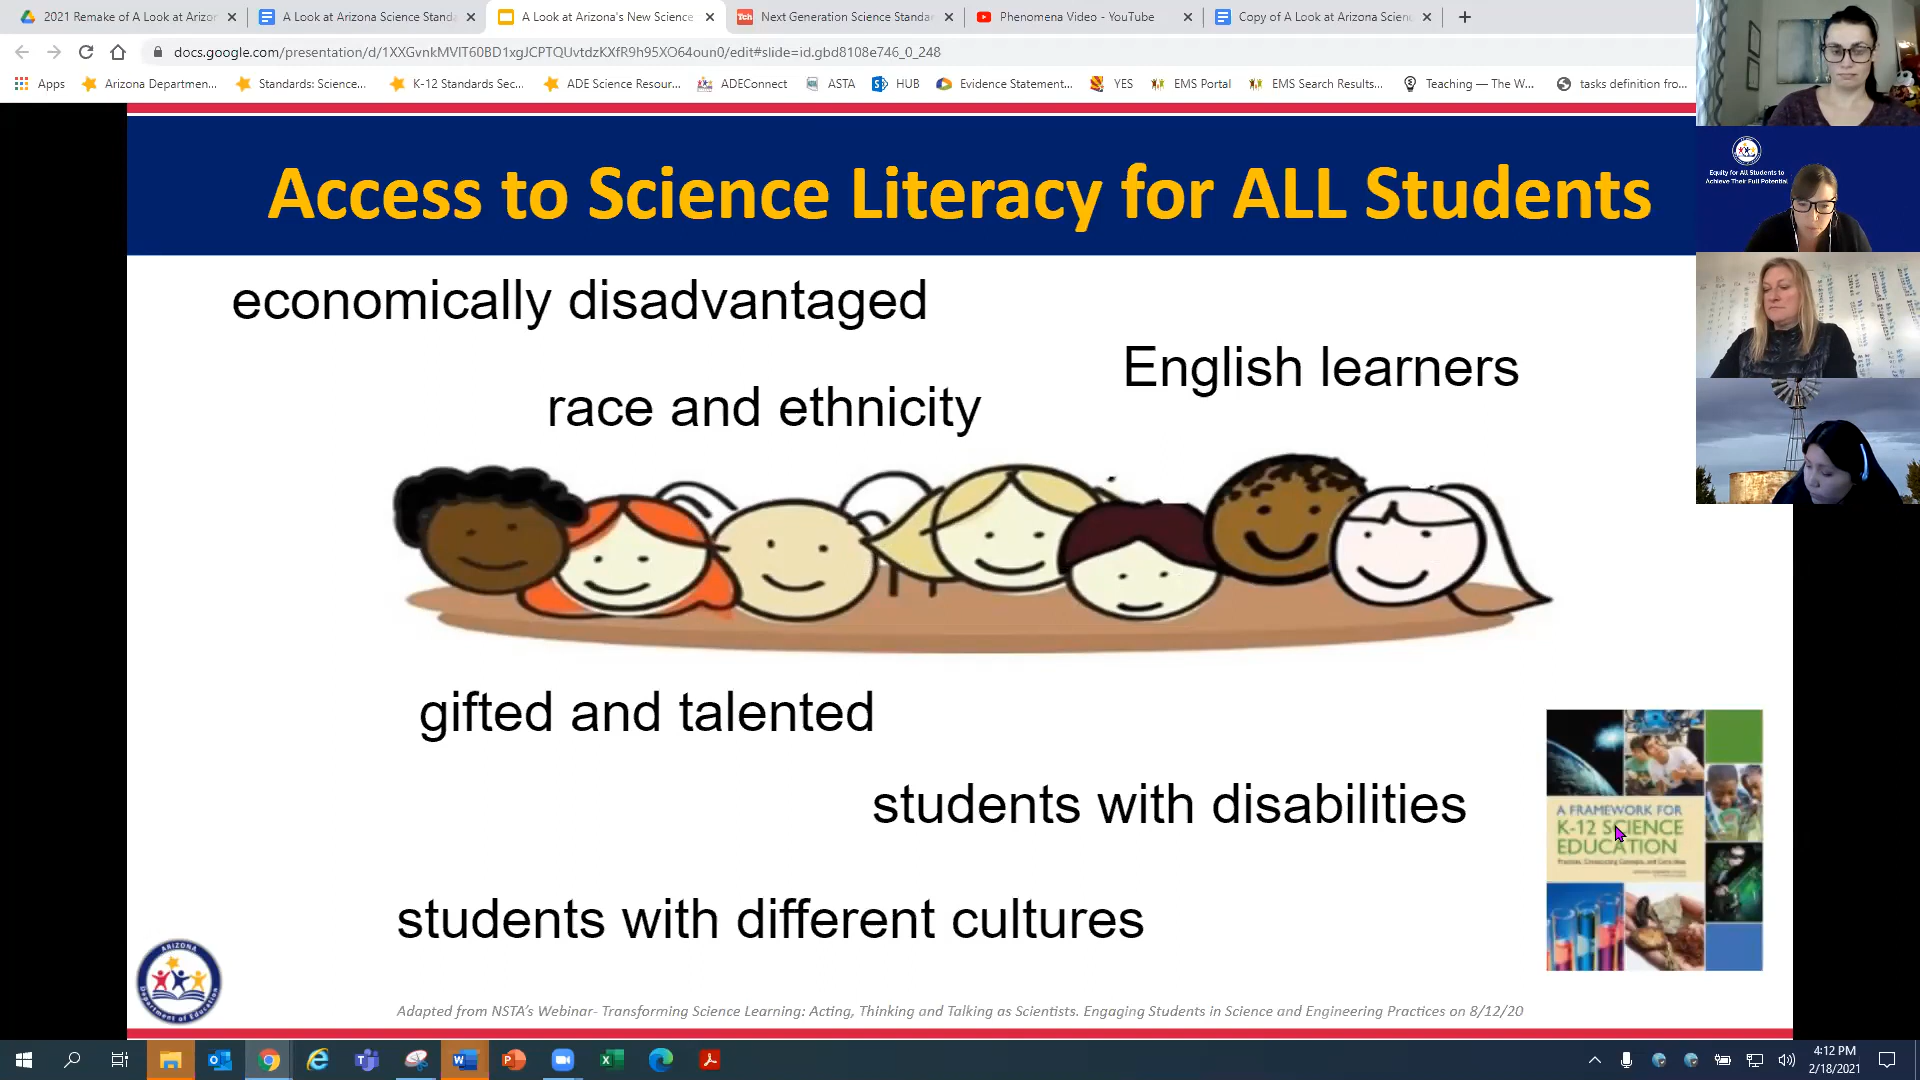 2021 Remake of A Look at Arizor
A Look at Arizona Science Standa
A Look at Arizona's New Science
Tch
Next Generation Science Standar
Phenomena Video - YouTube
Copy of A Look at Arizona Scienc
docs.google.com/presentation/d/1XXGvnkMVIT60BD1xgJCPTQUvtdzKXfR9h95XO64oun0/edit#slide=id.gbd8108e746_0_248
Apps
Arizona Departmen...
Standards: Science...
K-12 Standards Sec...
ADE Science Resour...
ADEConnect
ASTA
HUB
Evidence Statement...
YES
EMS Portal
EMS Search Results...
Teaching — The W...
tasks definition fro...
Equity for All Students to
Achieve Their Full Potential
Access to Science Literacy for ALL Students
economically disadvantaged
English learners
race and ethnicity
gifted and talented
students with disabilities
A FRAMEWORK FOR
K-12 SCIENCE
EDUCATION
Practices, Crosscutting Concepts, and Core Ideas
students with different cultures
ARIZONA
Department of Education
Adapted from NSTA's Webinar- Transforming Science Learning: Acting, Thinking and Talking as Scientists. Engaging Students in Science and Engineering Practices on 8/12/20
4:12 PM
2/18/2021